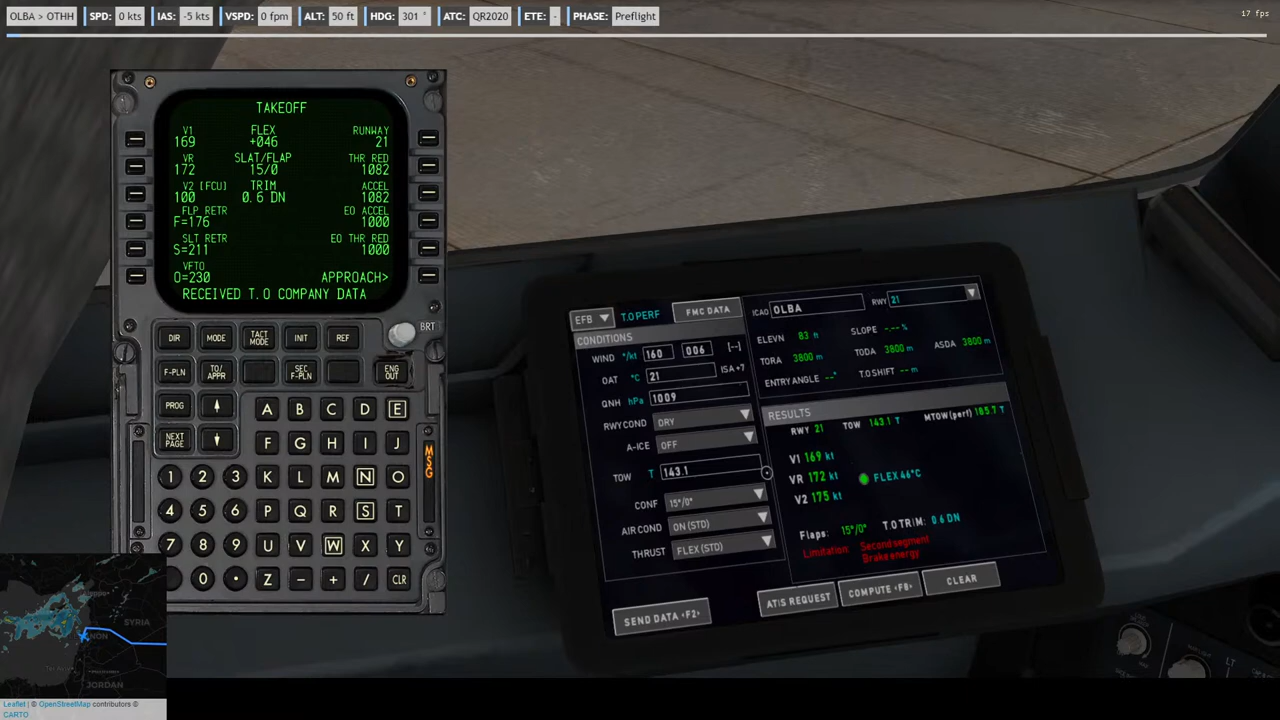 OLBA > OTHH SPD: 0 kts IAS: -5 kts VSPD: 0 fpm ALT: 50 ft HDG: 301 ° ATC: QR2020 ETE: - PHASE: Preflight 17 fps
TAKEOFF
V1 FLEX RUNWAY
169 +046 21
VR SLAT/FLAP THR RED
172 15/0 1082
V2 [FCU] TRIM ACCEL
100 0.6 DN 1082
FLP RETR EO ACCEL
F=176 1000
SLT RETR EO THR RED
S=211 1000
VFTO
O=230 APPROACH>
RECEIVED T.O COMPANY DATA
BRT
DIR MODE TACT MODE INIT REF
F-PLN TO/APPR SEC F-PLN ENG OUT
PROG A B C D E
NEXT PAGE F G H I J
MSG
1 2 3 K L M N O
4 5 6 P Q R S T
7 8 9 U V W X Y
0 • Z − + / CLR
EFB T.O PERF FMC DATA
CONDITIONS
WIND °/kt 160 006 [--]
OAT °C 21 ISA +7
QNH hPa 1009
RWY COND DRY
A-ICE OFF
TOW T 143.1
CONF 15°/0°
AIR COND ON (STD)
THRUST FLEX (STD)
SEND DATA <F2>
ICAO OLBA RWY 21
ELEVN 83 ft SLOPE -.-- %
TORA 3800 m TODA 3800 m ASDA 3800 m
ENTRY ANGLE --° T.O SHIFT -- m
RESULTS
RWY 21 TOW 143.1 T MTOW (perf) 185.7 T
V1 169 kt
VR 172 kt FLEX 46°C
V2 175 kt
Flaps: 15°/0° T.O TRIM: 0.6 DN
Limitation: Second segment
Brake energy
ATIS REQUEST COMPUTE <F8> CLEAR
SYRIA
NON
JORDAN
LT
Leaflet | © OpenStreetMap contributors ©
CARTO